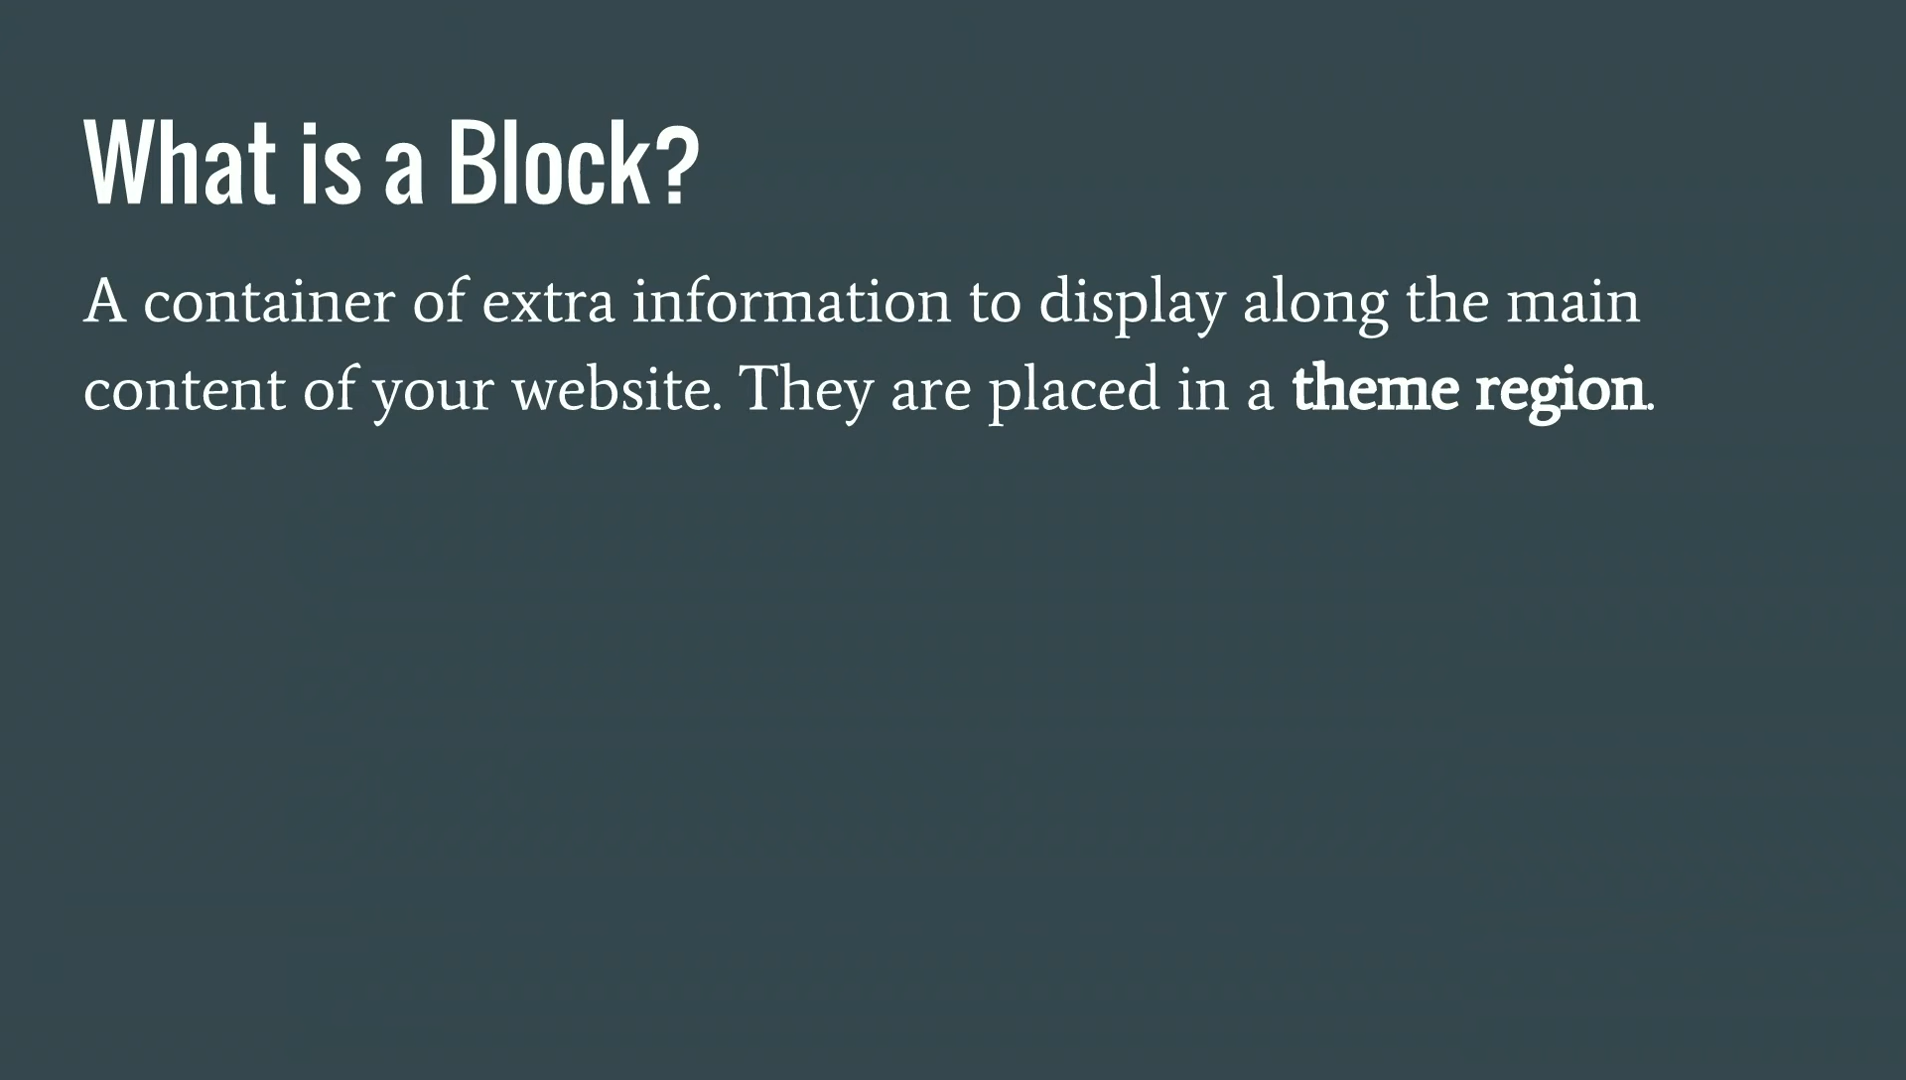 What is a Block?
A container of extra information to display along the main
content of your website. They are placed in a theme region.